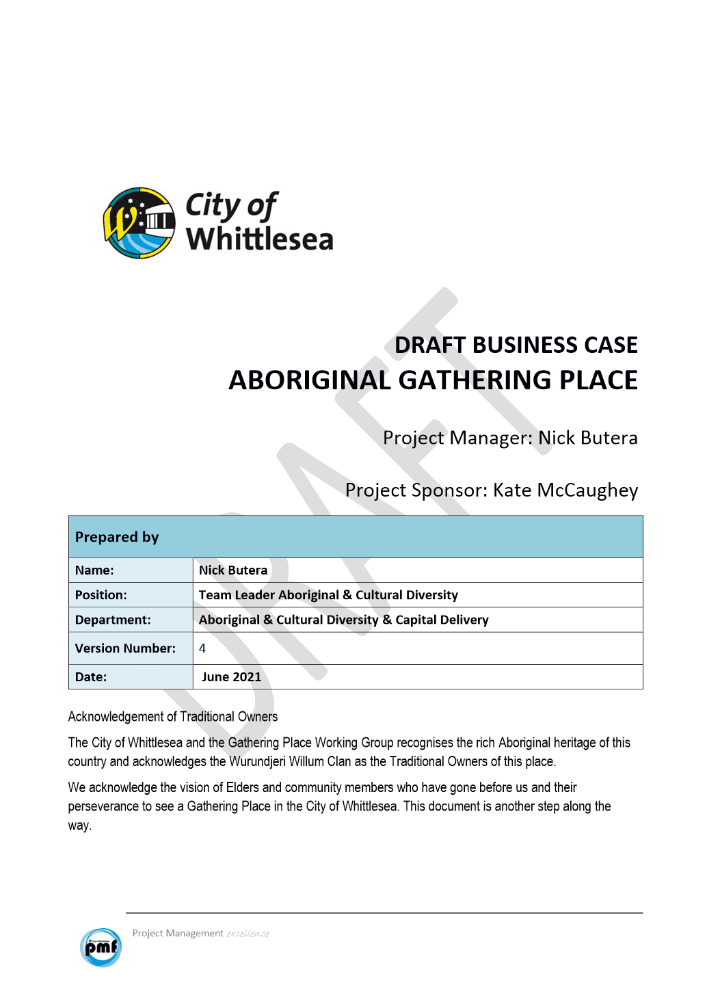 City of
Whittlesea
DRAFT BUSINESS CASE
ABORIGINAL GATHERING PLACE
Project Manager: Nick Butera
Project Sponsor: Kate McCaughey
DRAFT
Prepared by
Name: Nick Butera
Position: Team Leader Aboriginal & Cultural Diversity
Department: Aboriginal & Cultural Diversity & Capital Delivery
Version Number: 4
Date: June 2021
Acknowledgement of Traditional Owners
The City of Whittlesea and the Gathering Place Working Group recognises the rich Aboriginal heritage of this
country and acknowledges the Wurundjeri Willum Clan as the Traditional Owners of this place.
We acknowledge the vision of Elders and community members who have gone before us and their
perseverance to see a Gathering Place in the City of Whittlesea. This document is another step along the
way.
Project Management excellence
City of Whittlesea
pmf